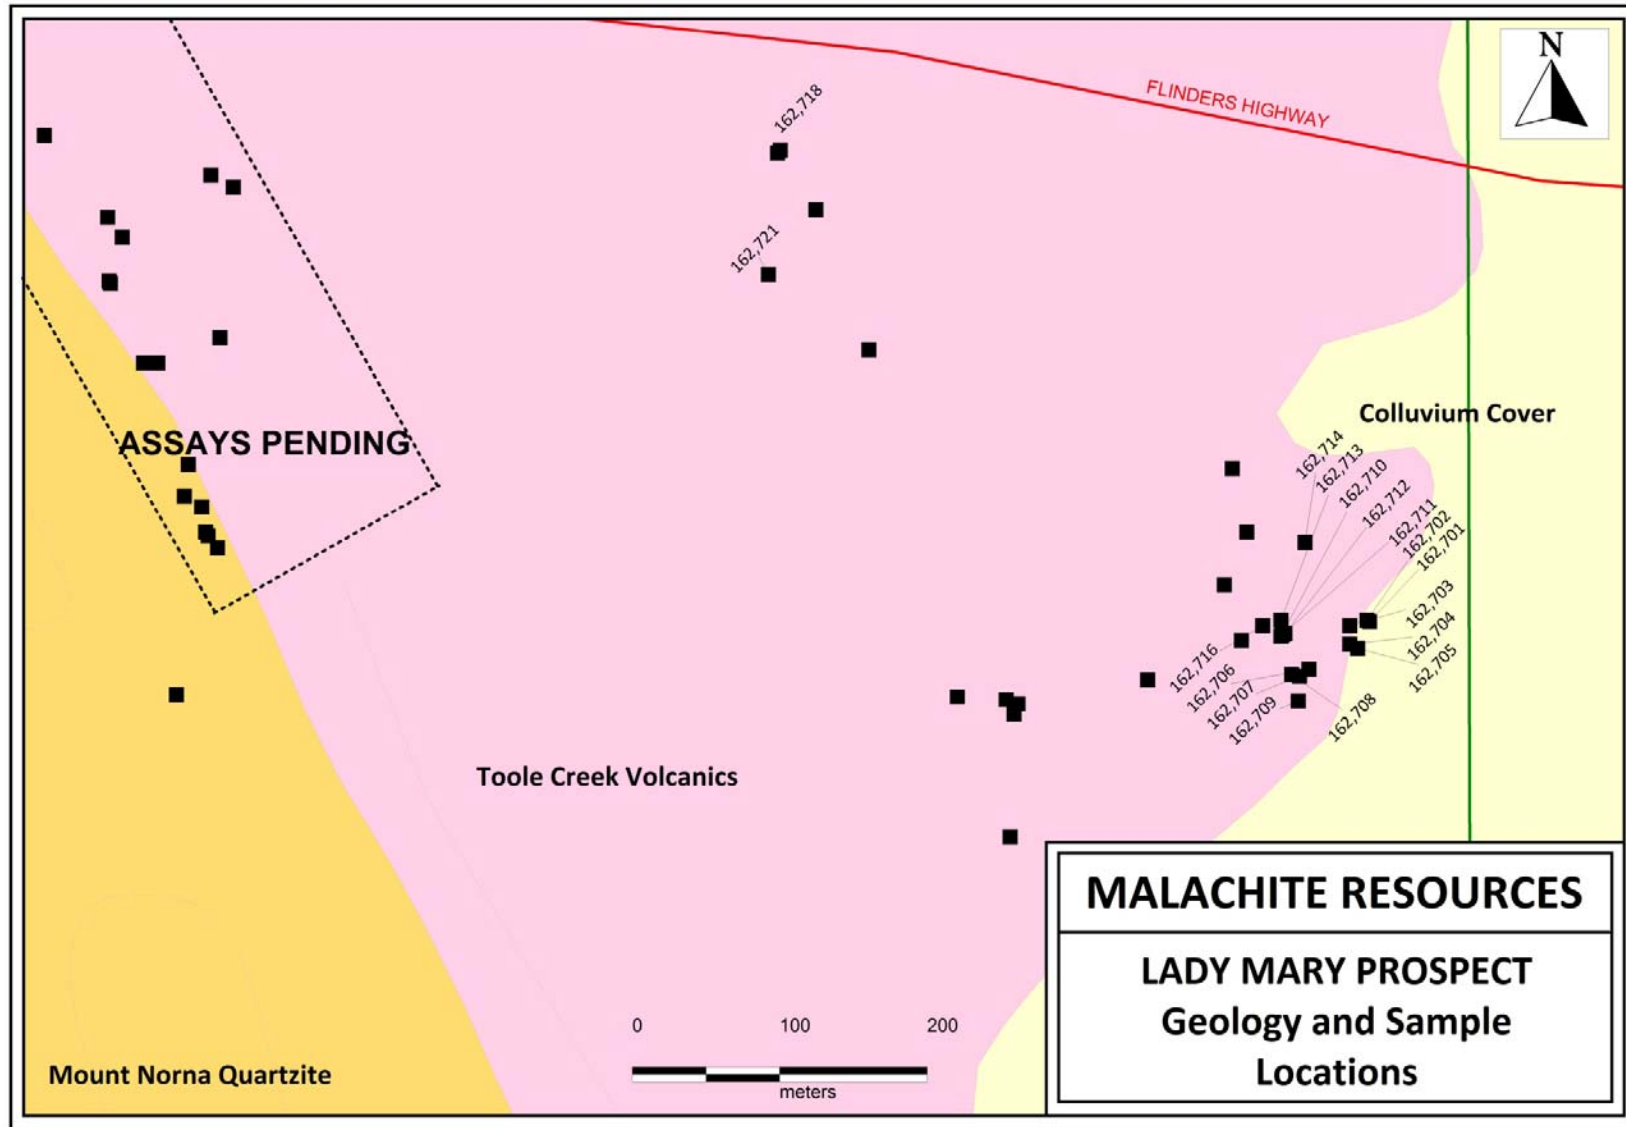 N
FLINDERS HIGHWAY
162,718
162,721
Colluvium Cover
ASSAYS PENDING
162,714
162,713
162,710
162,712
162,711
162,702
162,701
162,703
162,704
162,705
162,716
162,706
162,707
162,709
162,708
Toole Creek Volcanics
Mount Norna Quartzite
0 100 200
meters
MALACHITE RESOURCES
LADY MARY PROSPECT
Geology and Sample
Locations